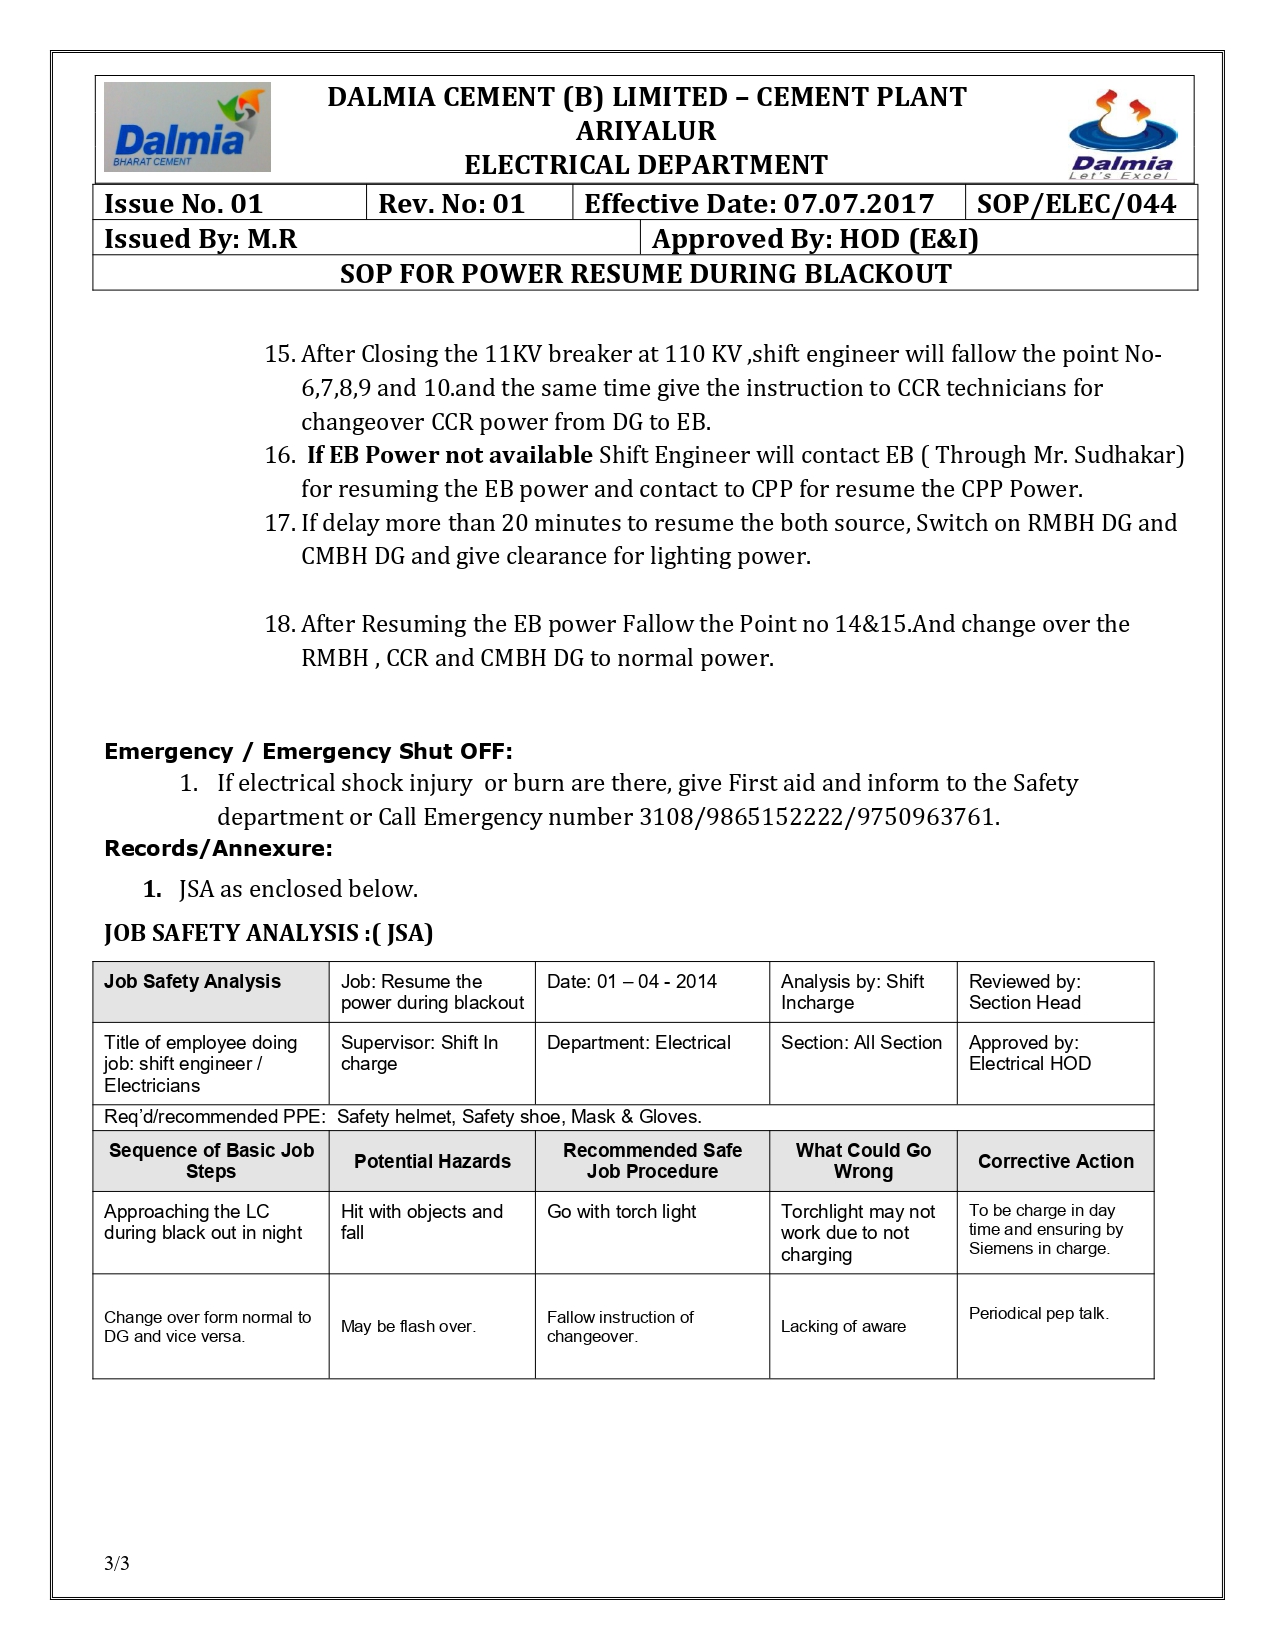 DALMIA CEMENT (B) LIMITED – CEMENT PLANT
ARIYALUR
ELECTRICAL DEPARTMENT
Dalmia
BHARAT CEMENT
Dalmia
Let's Excel
Issue No. 01 Rev. No: 01 Effective Date: 07.07.2017 SOP/ELEC/044
Issued By: M.R Approved By: HOD (E&I)
SOP FOR POWER RESUME DURING BLACKOUT
15. After Closing the 11KV breaker at 110 KV ,shift engineer will fallow the point No-
6,7,8,9 and 10.and the same time give the instruction to CCR technicians for
changeover CCR power from DG to EB.
16. If EB Power not available Shift Engineer will contact EB ( Through Mr. Sudhakar)
for resuming the EB power and contact to CPP for resume the CPP Power.
17. If delay more than 20 minutes to resume the both source, Switch on RMBH DG and
CMBH DG and give clearance for lighting power.
18. After Resuming the EB power Fallow the Point no 14&15.And change over the
RMBH , CCR and CMBH DG to normal power.
Emergency / Emergency Shut OFF:
1. If electrical shock injury or burn are there, give First aid and inform to the Safety
department or Call Emergency number 3108/9865152222/9750963761.
Records/Annexure:
1. JSA as enclosed below.
JOB SAFETY ANALYSIS :( JSA)
Job Safety Analysis
Job: Resume the
power during blackout
Date: 01 – 04 - 2014
Analysis by: Shift
Incharge
Reviewed by:
Section Head
Title of employee doing
job: shift engineer /
Electricians
Supervisor: Shift In
charge
Department: Electrical
Section: All Section
Approved by:
Electrical HOD
Req'd/recommended PPE: Safety helmet, Safety shoe, Mask & Gloves.
Sequence of Basic Job
Steps
Potential Hazards
Recommended Safe
Job Procedure
What Could Go
Wrong
Corrective Action
Approaching the LC
during black out in night
Hit with objects and
fall
Go with torch light
Torchlight may not
work due to not
charging
To be charge in day
time and ensuring by
Siemens in charge.
Change over form normal to
DG and vice versa.
May be flash over.
Fallow instruction of
changeover.
Lacking of aware
Periodical pep talk.
3/3